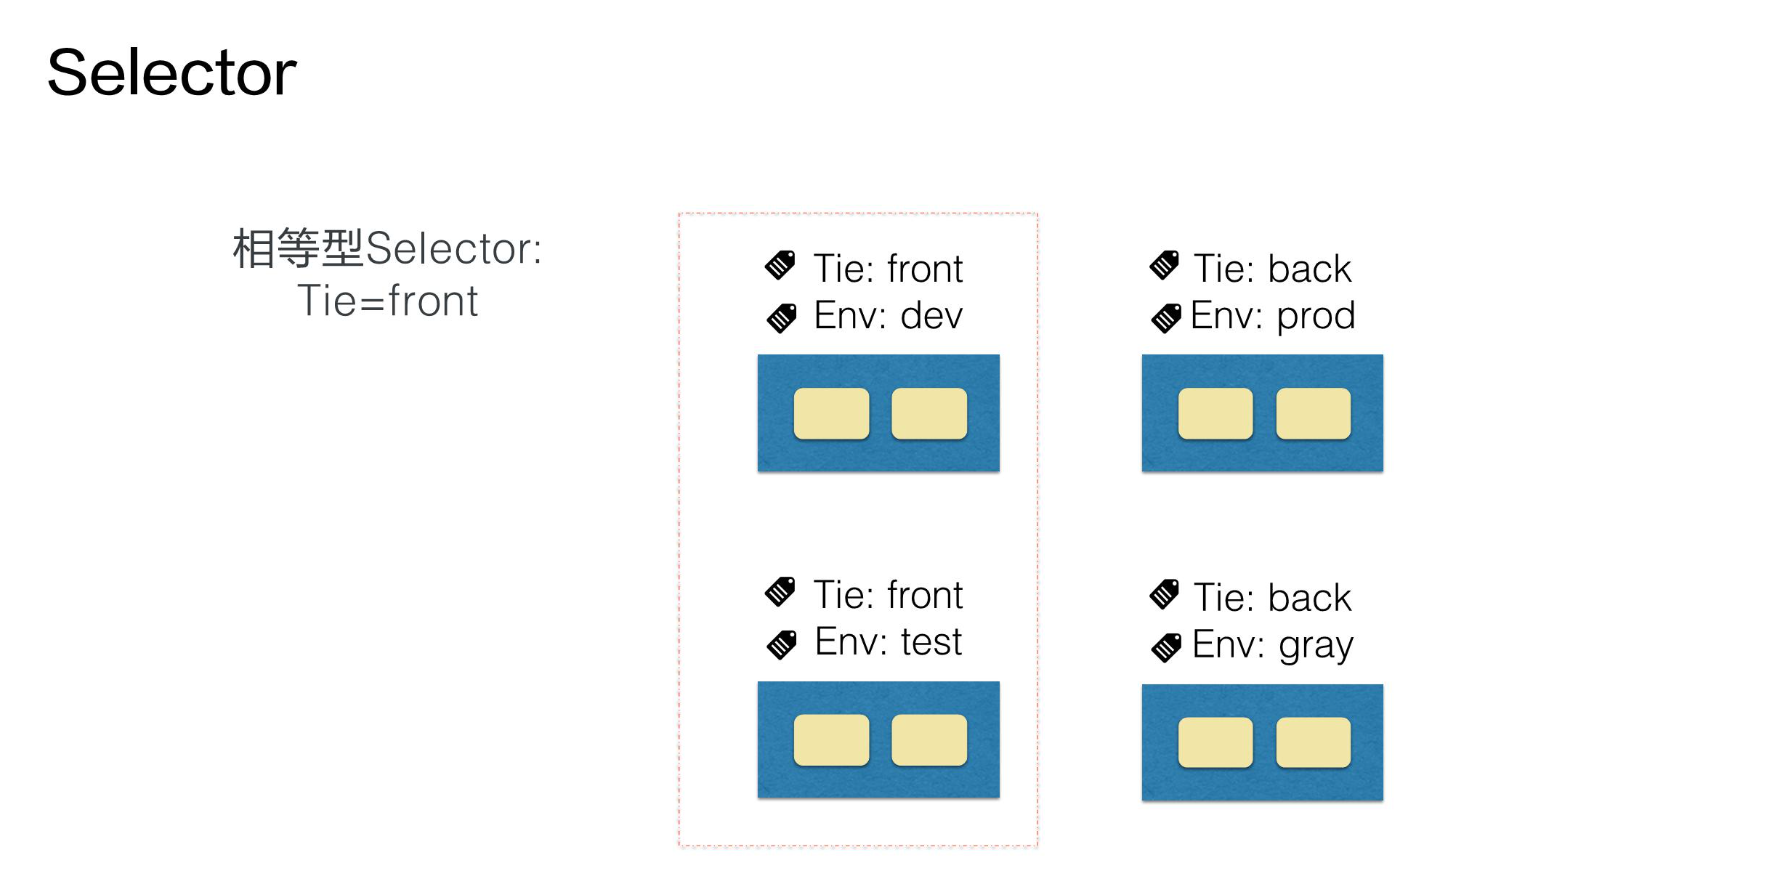 Selector
相等型Selector:
Tie=front
Tie: front
Env: dev
Tie: back
Env: prod
Tie: front
Env: test
Tie: back
Env: gray